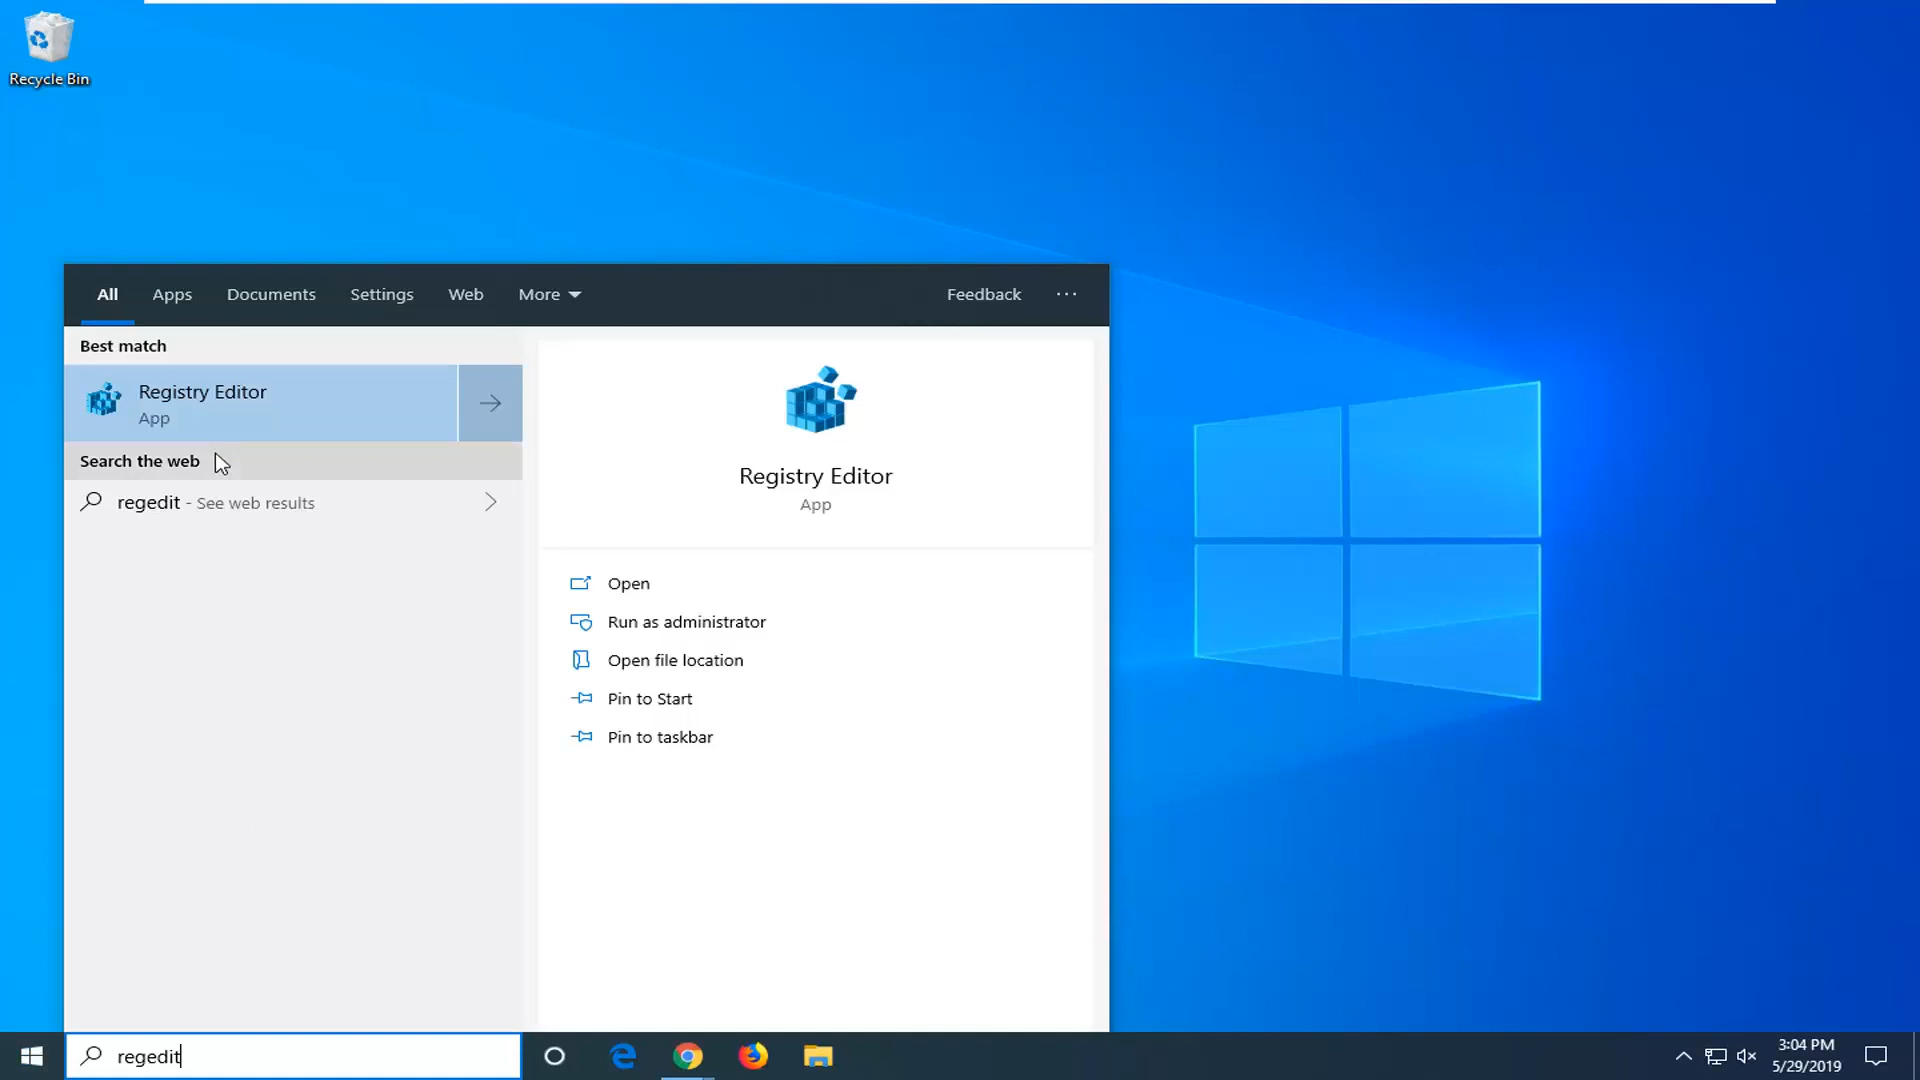 Recycle Bin
All Apps Documents Settings Web More Feedback ...
Best match
Registry Editor
App
Search the web
regedit - See web results
Registry Editor
App
Open
Run as administrator
Open file location
Pin to Start
Pin to taskbar
regedit
3:04 PM
5/29/2019